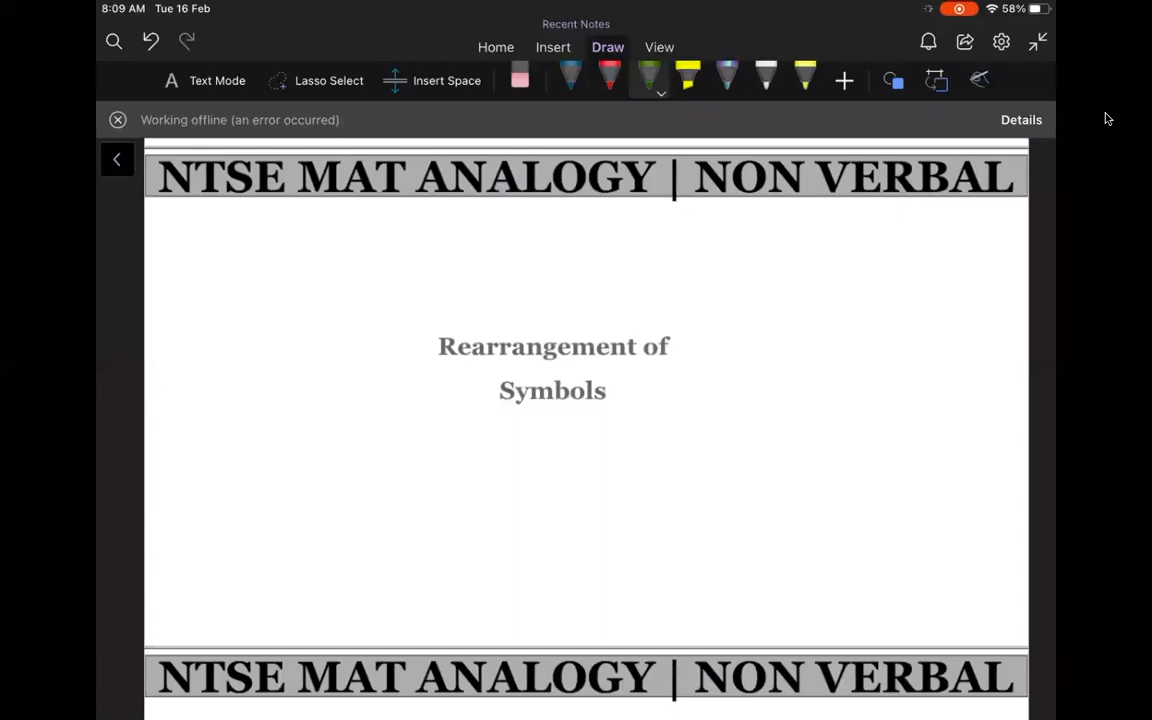 8:09 AM Tue 16 Feb
58%
Recent Notes
Home Insert Draw View
Text Mode Lasso Select Insert Space
Working offline (an error occurred) Details
NTSE MAT ANALOGY | NON VERBAL
Rearrangement of
Symbols
NTSE MAT ANALOGY | NON VERBAL